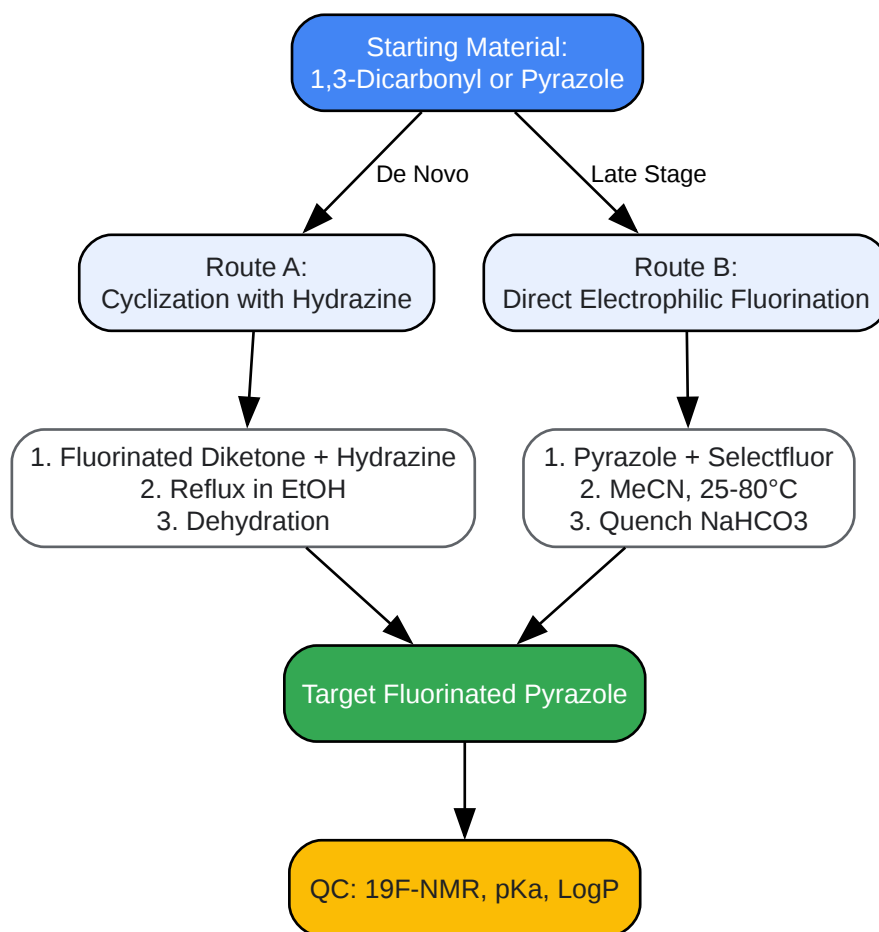 Starting Material:
1,3-Dicarbonyl or Pyrazole
De Novo
Late Stage
Route A:
Cyclization with Hydrazine
Route B:
Direct Electrophilic Fluorination
1. Fluorinated Diketone + Hydrazine
2. Reflux in EtOH
3. Dehydration
1. Pyrazole + Selectfluor
2. MeCN, 25-80°C
3. Quench NaHCO3
Target Fluorinated Pyrazole
QC: 19F-NMR, pKa, LogP